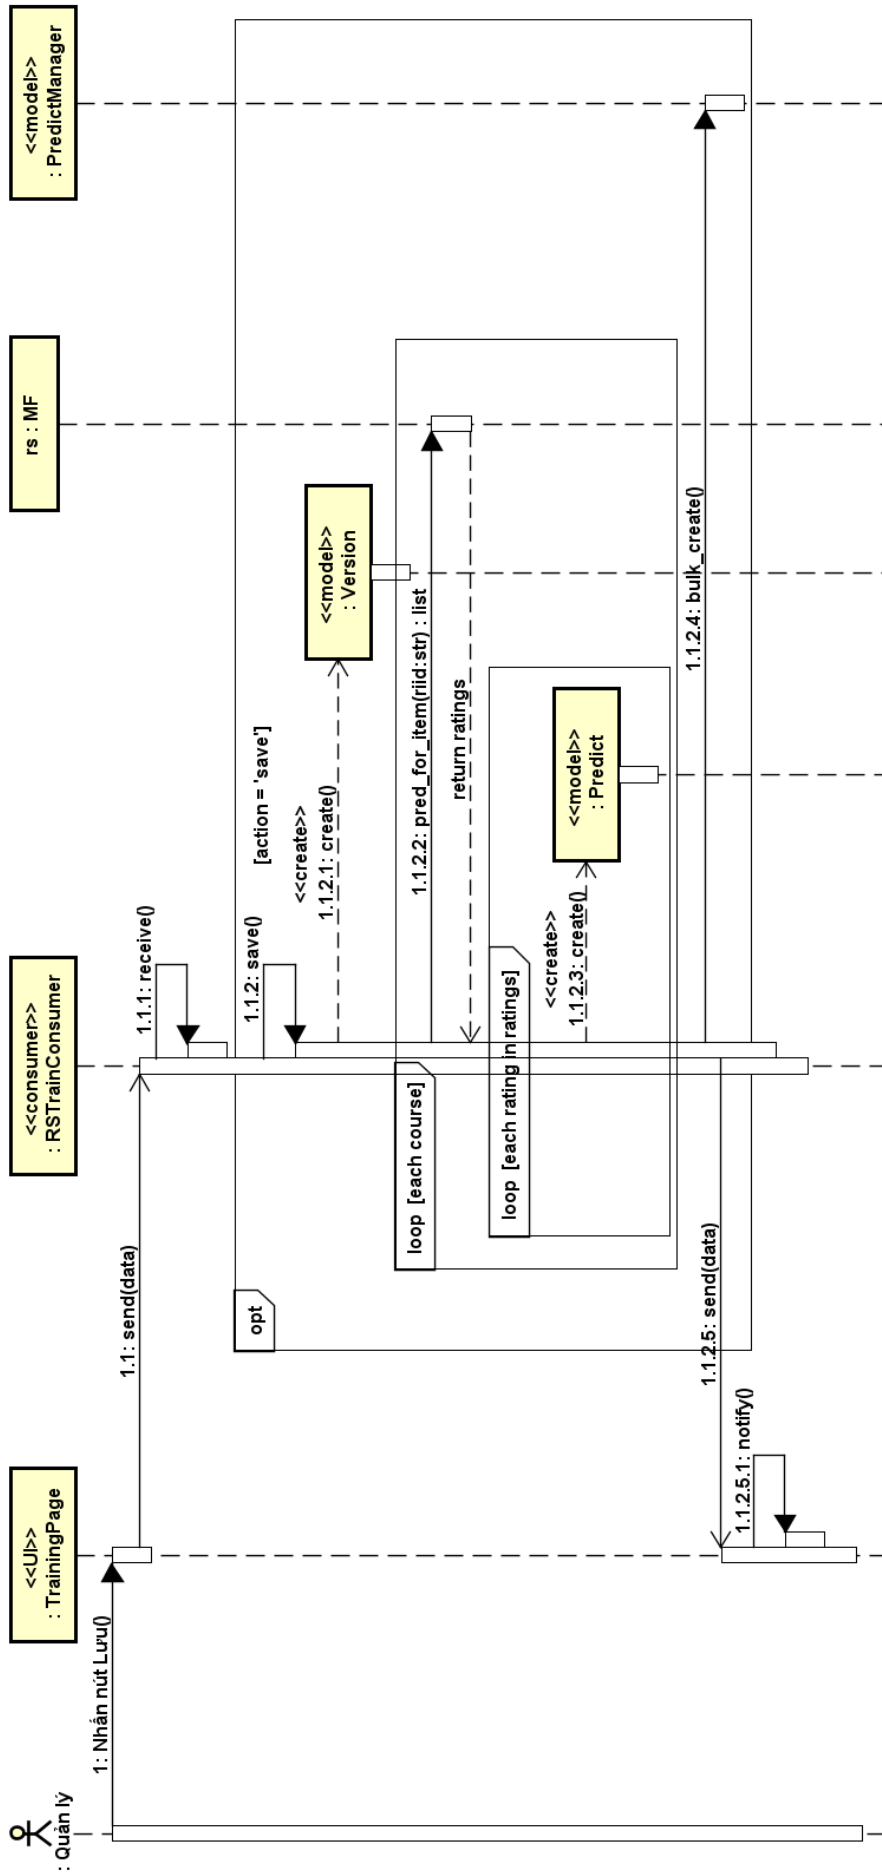 : Quản lý
<<UI>>
: TrainingPage
<<consumer>>
: RSTrainConsumer
rs : MF
<<model>>
: PredictManager
1: Nhấn nút Lưu()
1.1: send(data)
1.1.1: receive()
opt
[action = 'save']
1.1.2: save()
<<create>>
1.1.2.1: create()
<<model>>
: Version
loop [each course]
1.1.2.2: pred_for_item(riid:str) : list
return ratings
loop [each rating in ratings]
<<create>>
1.1.2.3: create()
<<model>>
: Predict
1.1.2.4: bulk_create()
1.1.2.5: send(data)
1.1.2.5.1: notify()